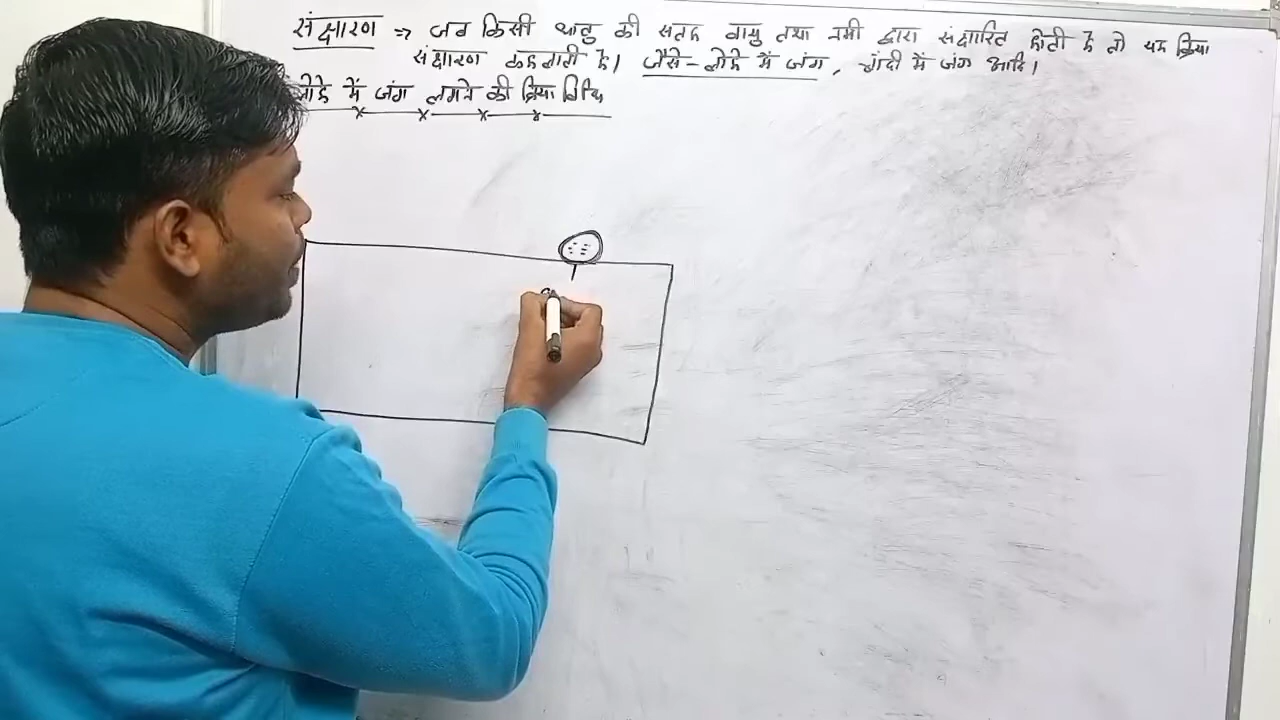 संक्षारण ⇒ जब किसी धातु की सतह वायु तथा नमी द्वारा संक्षारित होती है तो यह क्रिया
संक्षारण कहलाती है। जैसे - लोहे में जंग, चांदी में जंग आदि।
लोहे में जंग लगने की क्रिया विधि